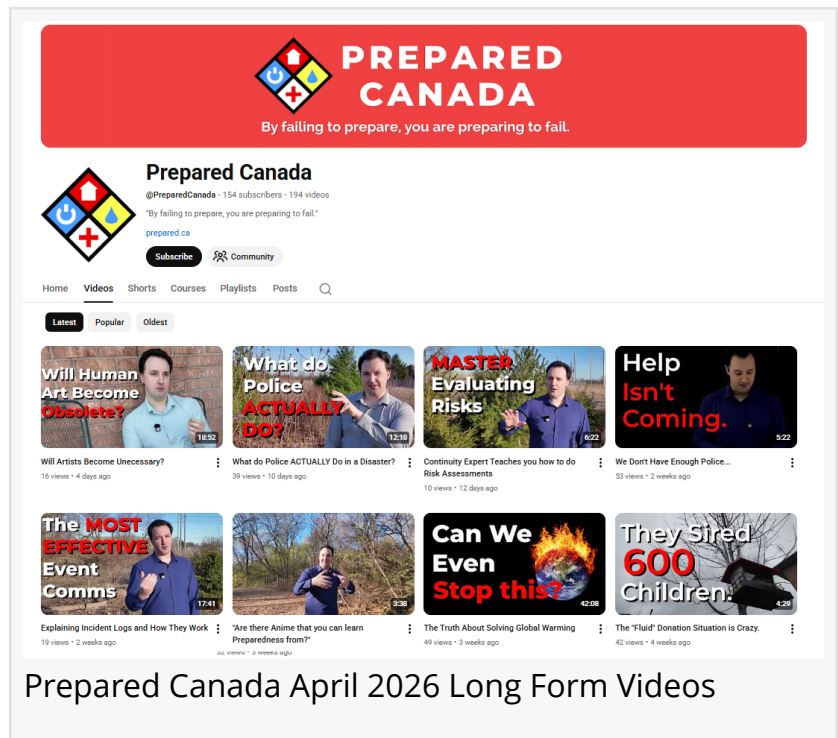 PREPARED
CANADA
By failing to prepare, you are preparing to fail.
Prepared Canada
@PreparedCanada · 154 subscribers · 194 videos
"By failing to prepare, you are preparing to fail."
prepared.ca
Subscribe
Community
Home Videos Shorts Courses Playlists Posts
Latest Popular Oldest
Will Human
Art Become
Obsolete?
18:52
What do
Police
ACTUALLY
DO?
12:18
MASTER
Evaluating
Risks
6:22
Help
Isn't
Coming.
5:22
Will Artists Become Unecessary?
16 views • 4 days ago
What do Police ACTUALLY Do in a Disaster?
39 views • 10 days ago
Continuity Expert Teaches you how to do
Risk Assessments
10 views • 12 days ago
We Don't Have Enough Police...
53 views • 2 weeks ago
The MOST
EFFECTIVE
Event
Comms
17:41
3:38
Can We
Even
Stop this?
42:08
They Sired
600
Children.
4:29
Explaining Incident Logs and How They Work
19 views • 2 weeks ago
"Are there Anime that you can learn
Preparedness from?"
32 views • 3 weeks ago
The Truth About Solving Global Warming
49 views • 3 weeks ago
The "Fluid" Donation Situation is Crazy.
42 views • 4 weeks ago
Prepared Canada April 2026 Long Form Videos